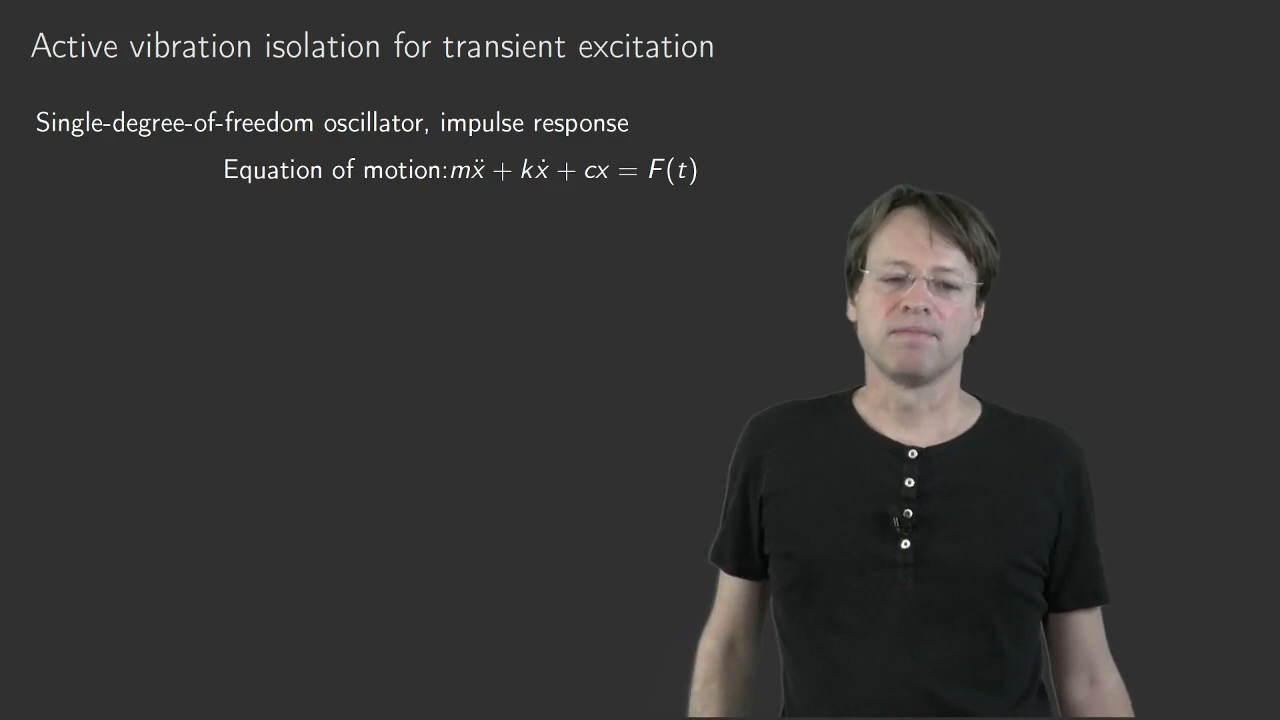 Active vibration isolation for transient excitation
Single-degree-of-freedom oscillator, impulse response
Equation of motion:mẍ + kẋ + cx = F(t)